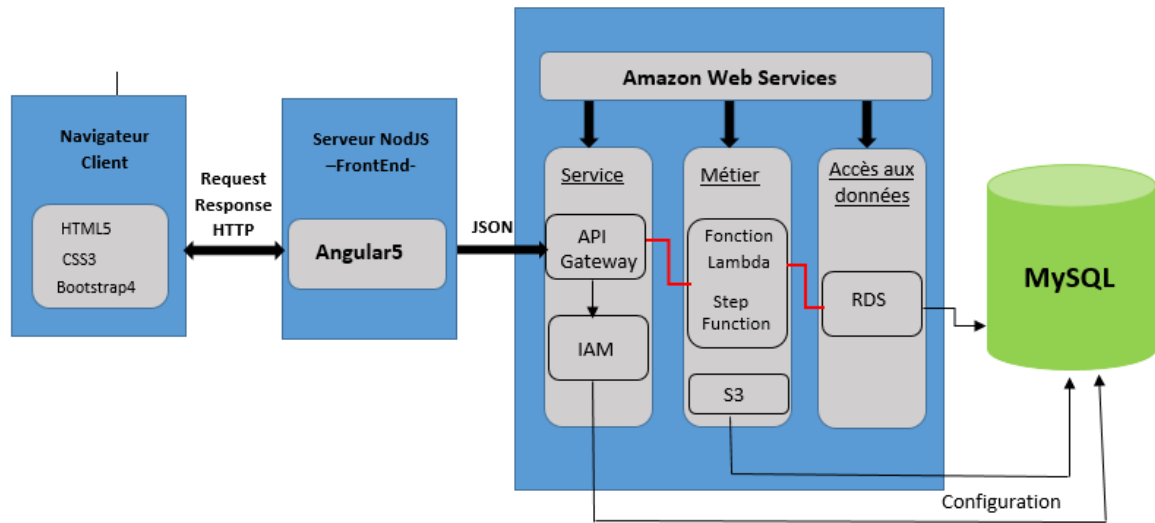 Navigateur
Client
HTML5
CSS3
Bootstrap4
Request
Response
HTTP
Serveur NodJS
–FrontEnd-
Angular5
JSON
Amazon Web Services
Service
API
Gateway
IAM
Métier
Fonction
Lambda
Step
Function
S3
Accès aux
données
RDS
MySQL
Configuration